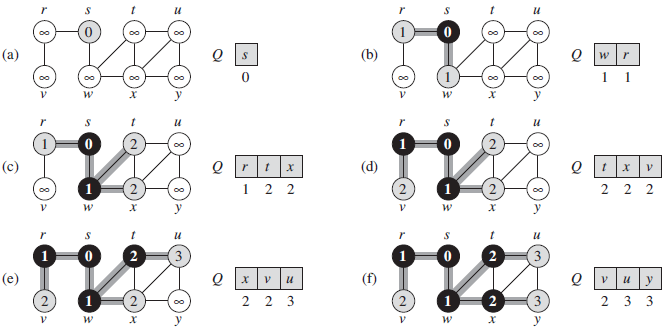 r s t u
∞ 0 ∞ ∞
(a) Q s
0
∞ ∞ ∞ ∞
v w x y
r s t u
1 0 ∞ ∞
(b) Q w r
1 1
∞ 1 ∞ ∞
v w x y
r s t u
1 0 2 ∞
(c) Q r t x
1 2 2
∞ 1 2 ∞
v w x y
r s t u
1 0 2 ∞
(d) Q t x v
2 2 2
2 1 2 ∞
v w x y
r s t u
1 0 2 3
(e) Q x v u
2 2 3
2 1 2 ∞
v w x y
r s t u
1 0 2 3
(f) Q v u y
2 3 3
2 1 2 3
v w x y